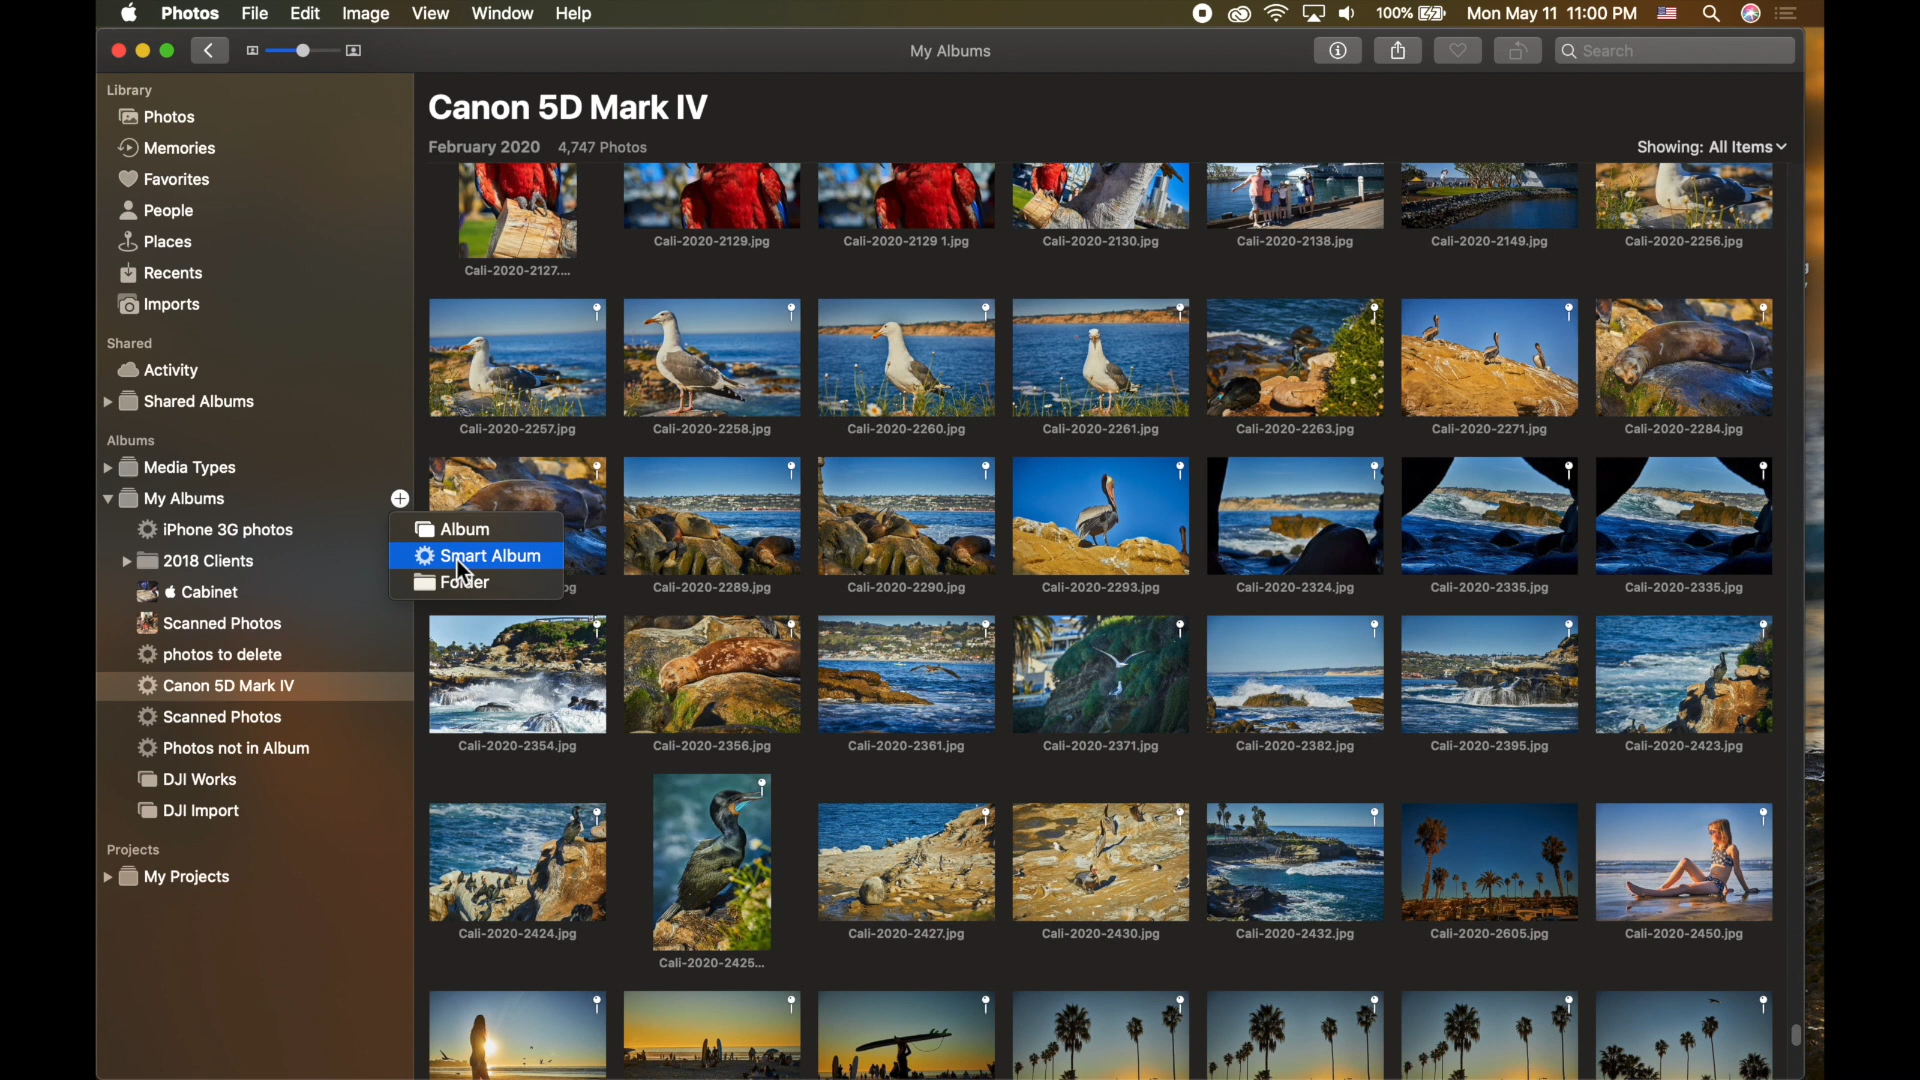 Photos File Edit Image View Window Help 100% Mon May 11 11:00 PM
My Albums Search
Library
Photos
Memories
Favorites
People
Places
Recents
Imports
Shared
Activity
Shared Albums
Albums
Media Types
My Albums
iPhone 3G photos
2018 Clients
Cabinet
Scanned Photos
photos to delete
Canon 5D Mark IV
Scanned Photos
Photos not in Album
DJI Works
DJI Import
Projects
My Projects
Album
Smart Album
Folder
Canon 5D Mark IV
February 2020 4,747 Photos Showing: All Items
Cali-2020-2127.... Cali-2020-2129.jpg Cali-2020-2129 1.jpg Cali-2020-2130.jpg Cali-2020-2138.jpg Cali-2020-2149.jpg Cali-2020-2256.jpg
Cali-2020-2257.jpg Cali-2020-2258.jpg Cali-2020-2260.jpg Cali-2020-2261.jpg Cali-2020-2263.jpg Cali-2020-2271.jpg Cali-2020-2284.jpg
pg Cali-2020-2289.jpg Cali-2020-2290.jpg Cali-2020-2293.jpg Cali-2020-2324.jpg Cali-2020-2335.jpg Cali-2020-2335.jpg
Cali-2020-2354.jpg Cali-2020-2356.jpg Cali-2020-2361.jpg Cali-2020-2371.jpg Cali-2020-2382.jpg Cali-2020-2395.jpg Cali-2020-2423.jpg
Cali-2020-2424.jpg Cali-2020-2425... Cali-2020-2427.jpg Cali-2020-2430.jpg Cali-2020-2432.jpg Cali-2020-2605.jpg Cali-2020-2450.jpg